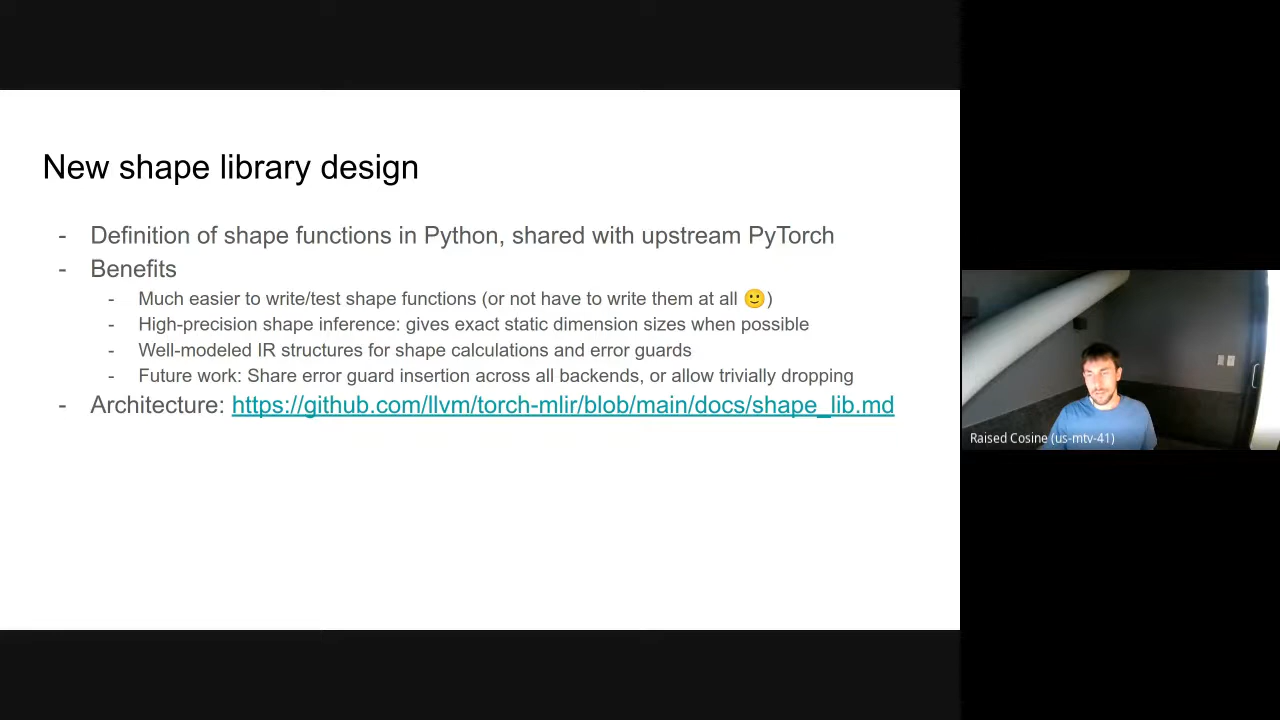 New shape library design
- Definition of shape functions in Python, shared with upstream PyTorch
- Benefits
- Much easier to write/test shape functions (or not have to write them at all 🙂)
- High-precision shape inference: gives exact static dimension sizes when possible
- Well-modeled IR structures for shape calculations and error guards
- Future work: Share error guard insertion across all backends, or allow trivially dropping
- Architecture: https://github.com/llvm/torch-mlir/blob/main/docs/shape_lib.md
Raised Cosine (us-mtv-41)